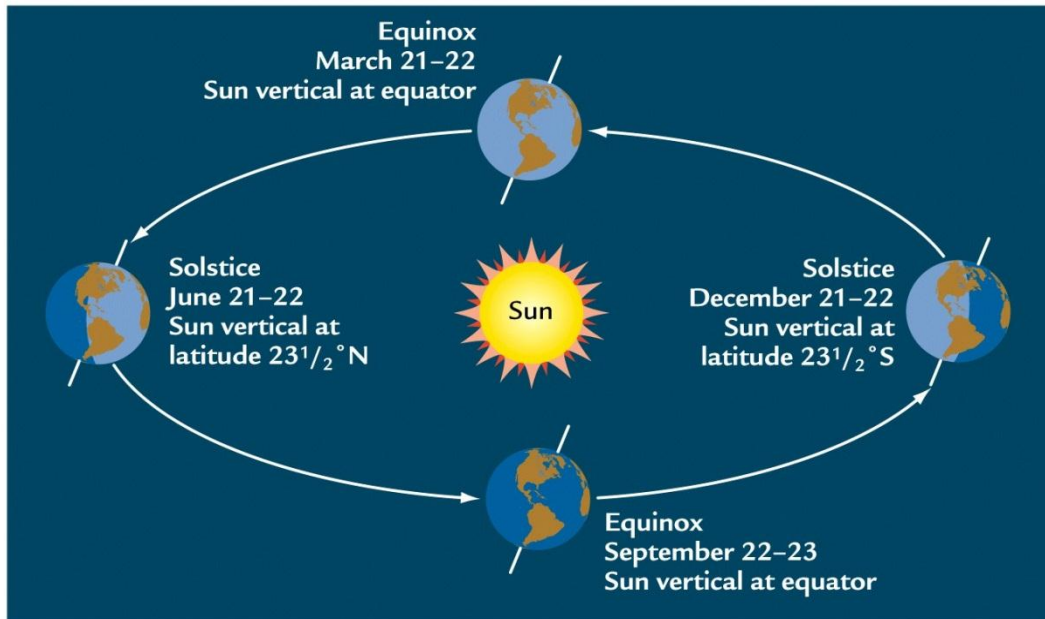 Equinox
March 21–22
Sun vertical at equator
Solstice
June 21–22
Sun vertical at
latitude 23¹/₂°N
Sun
Solstice
December 21–22
Sun vertical at
latitude 23¹/₂°S
Equinox
September 22–23
Sun vertical at equator